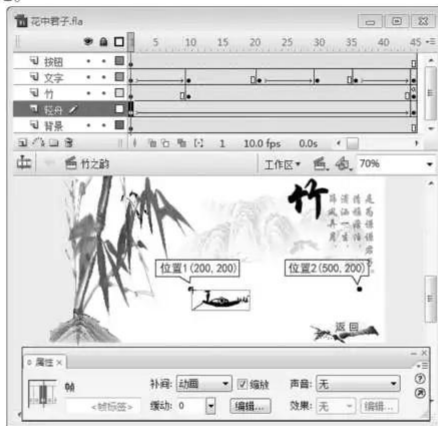 花中君子.fla
5 10 15 20 25 30 35 40 45
按钮
文字
竹
轻舟
背景
1 10.0 fps 0.0s
竹之韵 工作区 70%
竹
位置1(200, 200) 位置2(500, 200)
返回
属性 ×
帧 补间: 动画 缩放 声音: 无
<帧标签> 缓动: 0 编辑... 效果: 无 编辑...